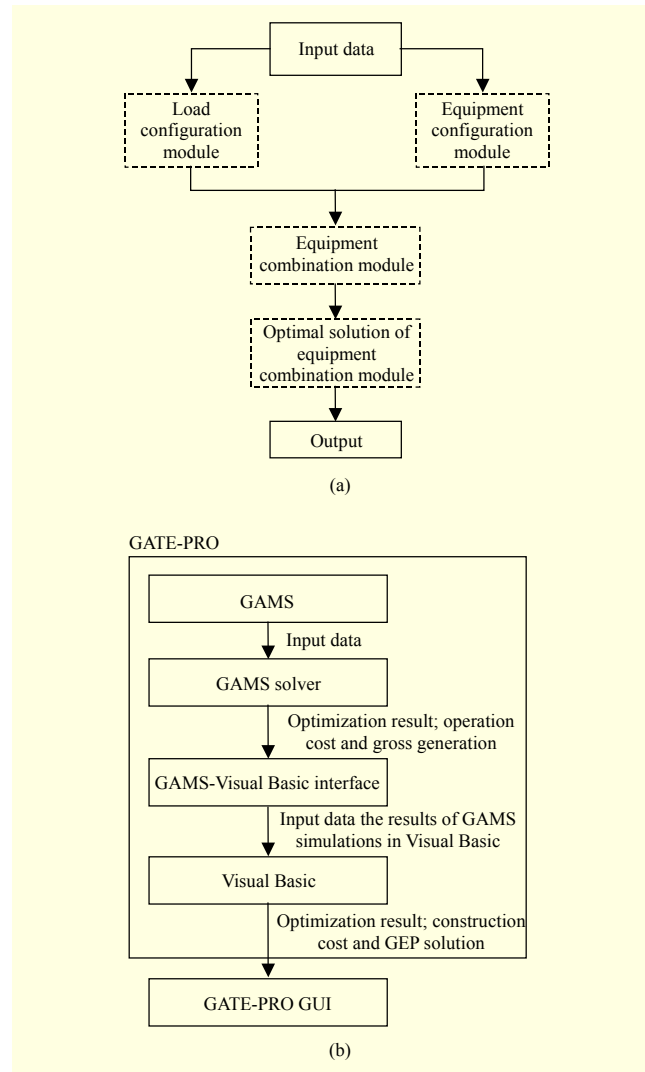 Input data
Load
configuration
module
Equipment
configuration
module
Equipment
combination module
Optimal solution of
equipment
combination module
Output
(a)
GATE-PRO
GAMS
Input data
GAMS solver
Optimization result; operation
cost and gross generation
GAMS-Visual Basic interface
Input data the results of GAMS
simulations in Visual Basic
Visual Basic
Optimization result; construction
cost and GEP solution
GATE-PRO GUI
(b)